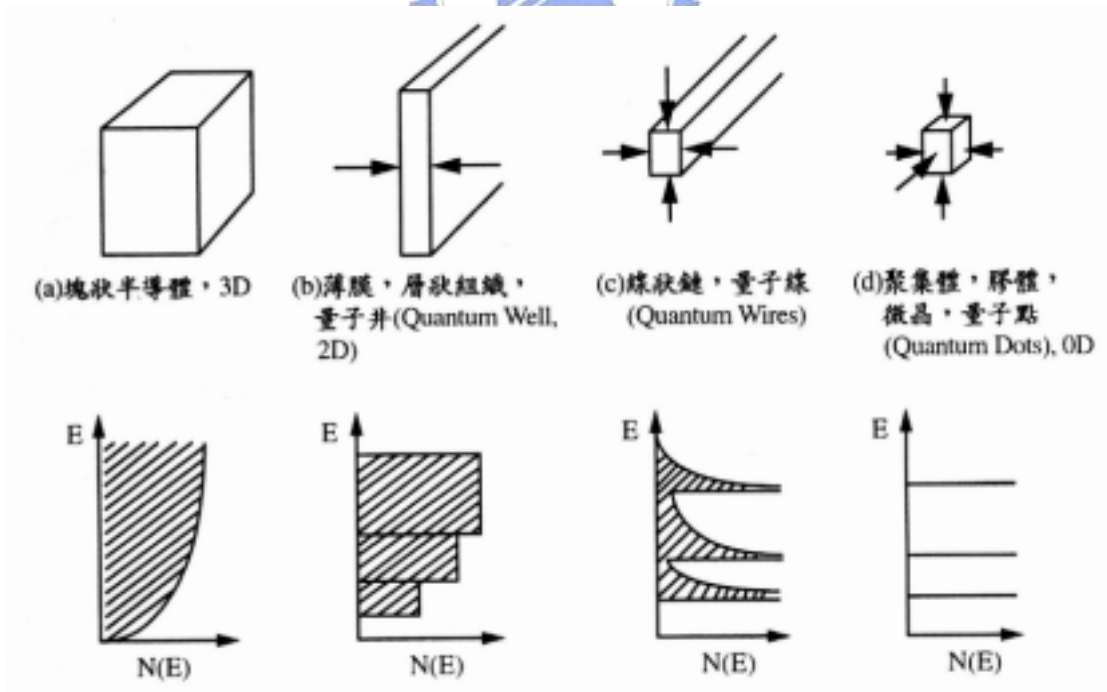 (a)塊狀半導體，3D
(b)薄膜，層狀組織，
量子井(Quantum Well,
2D)
(c)線狀鏈，量子線
(Quantum Wires)
(d)聚集體，膠體，
微晶，量子點
(Quantum Dots), 0D
E
N(E)
E
N(E)
E
N(E)
E
N(E)